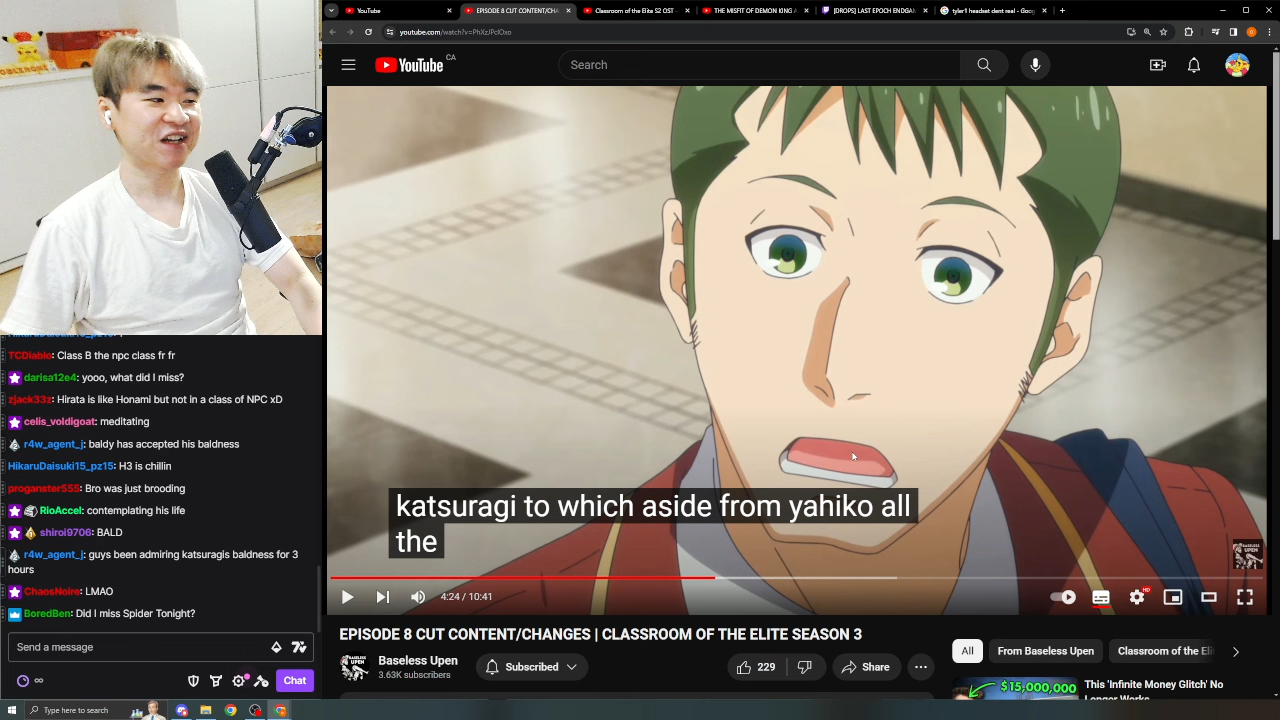 YouTube
EPISODE 8 CUT CONTENT/CHA
Classroom of the Elite S2 OST -
THE MISFIT OF DEMON KING A
[DROPS] LAST EPOCH ENDGAM
tyler1 headset dent real - Goog
youtube.com/watch?v=PhXzJPclOxo
YouTube CA
Search
katsuragi to which aside from yahiko all
the
BASELESS
UPEN
4:24 / 10:41
HD
EPISODE 8 CUT CONTENT/CHANGES | CLASSROOM OF THE ELITE SEASON 3
Baseless Upen
3.63K subscribers
Subscribed
229
Share
All
From Baseless Upen
Classroom of the Eli
$15,000,000
This 'Infinite Money Glitch' No
Longer Works
TCDiablo: Class B the npc class fr fr
darisa12e4: yooo, what did I miss?
zjack33z: Hirata is like Honami but not in a class of NPC xD
celis_voldigoat: meditating
r4w_agent_j: baldy has accepted his baldness
HikaruDaisuki15_pz15: H3 is chillin
proganster555: Bro was just brooding
RioAccel: contemplating his life
shiroi9706: BALD
r4w_agent_j: guys been admiring katsuragis baldness for 3
hours
ChaosNoire: LMAO
BoredBen: Did I miss Spider Tonight?
Send a message
Chat
Type here to search